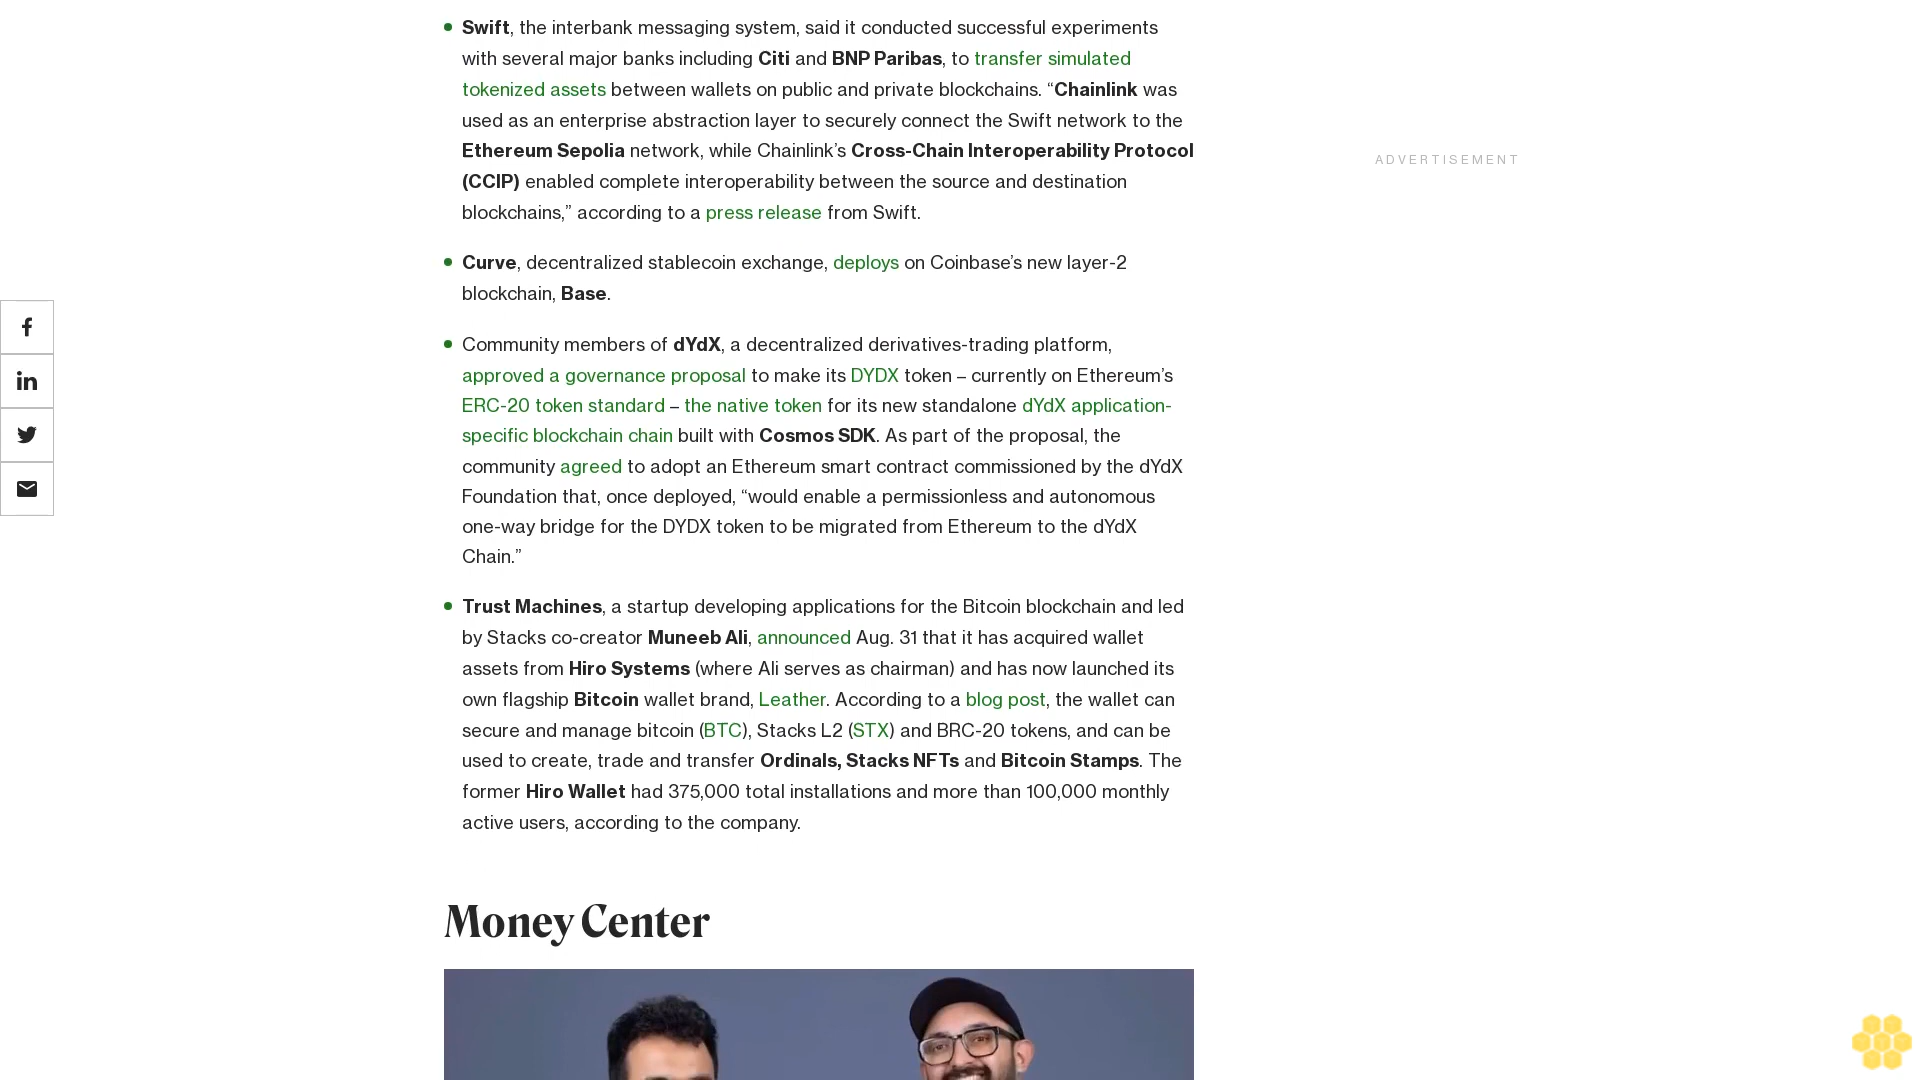 Swift, the interbank messaging system, said it conducted successful experiments
with several major banks including Citi and BNP Paribas, to transfer simulated
tokenized assets between wallets on public and private blockchains. “Chainlink was
used as an enterprise abstraction layer to securely connect the Swift network to the
Ethereum Sepolia network, while Chainlink’s Cross-Chain Interoperability Protocol
(CCIP) enabled complete interoperability between the source and destination
blockchains,” according to a press release from Swift.
Curve, decentralized stablecoin exchange, deploys on Coinbase’s new layer-2
blockchain, Base.
Community members of dYdX, a decentralized derivatives-trading platform,
approved a governance proposal to make its DYDX token – currently on Ethereum’s
ERC-20 token standard – the native token for its new standalone dYdX application-
specific blockchain chain built with Cosmos SDK. As part of the proposal, the
community agreed to adopt an Ethereum smart contract commissioned by the dYdX
Foundation that, once deployed, “would enable a permissionless and autonomous
one-way bridge for the DYDX token to be migrated from Ethereum to the dYdX
Chain.”
Trust Machines, a startup developing applications for the Bitcoin blockchain and led
by Stacks co-creator Muneeb Ali, announced Aug. 31 that it has acquired wallet
assets from Hiro Systems (where Ali serves as chairman) and has now launched its
own flagship Bitcoin wallet brand, Leather. According to a blog post, the wallet can
secure and manage bitcoin (BTC), Stacks L2 (STX) and BRC-20 tokens, and can be
used to create, trade and transfer Ordinals, Stacks NFTs and Bitcoin Stamps. The
former Hiro Wallet had 375,000 total installations and more than 100,000 monthly
active users, according to the company.
Money Center
ADVERTISEMENT